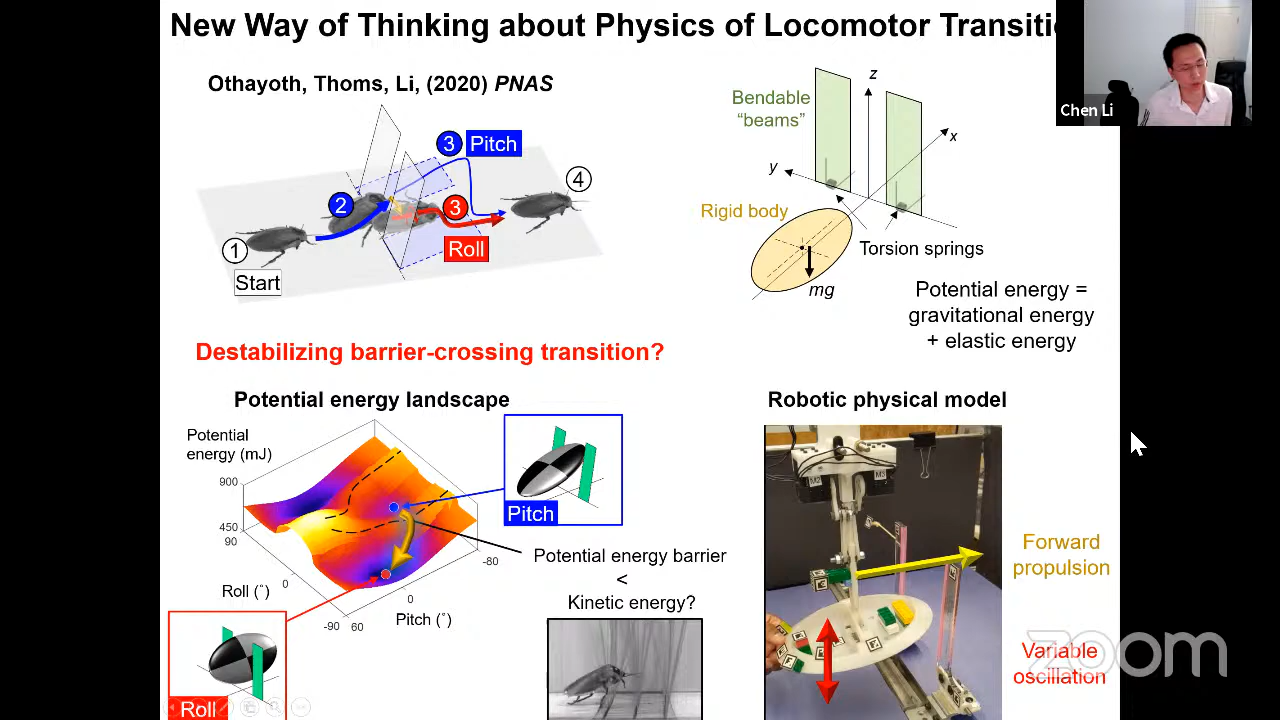 New Way of Thinking about Physics of Locomotor Transiti
Chen Li
Othayoth, Thoms, Li, (2020) PNAS
3 Pitch
4
2
3
Roll
1
Start
z
Bendable
"beams"
x
y
Rigid body
Torsion springs
mg
Potential energy =
gravitational energy
+ elastic energy
Destabilizing barrier-crossing transition?
Potential energy landscape
Potential
energy (mJ)
900
450
90
Roll (˚)
0
-90
60
0
Pitch (˚)
-80
Pitch
Roll
Potential energy barrier
<
Kinetic energy?
Robotic physical model
Forward
propulsion
Variable
oscillation
zoom